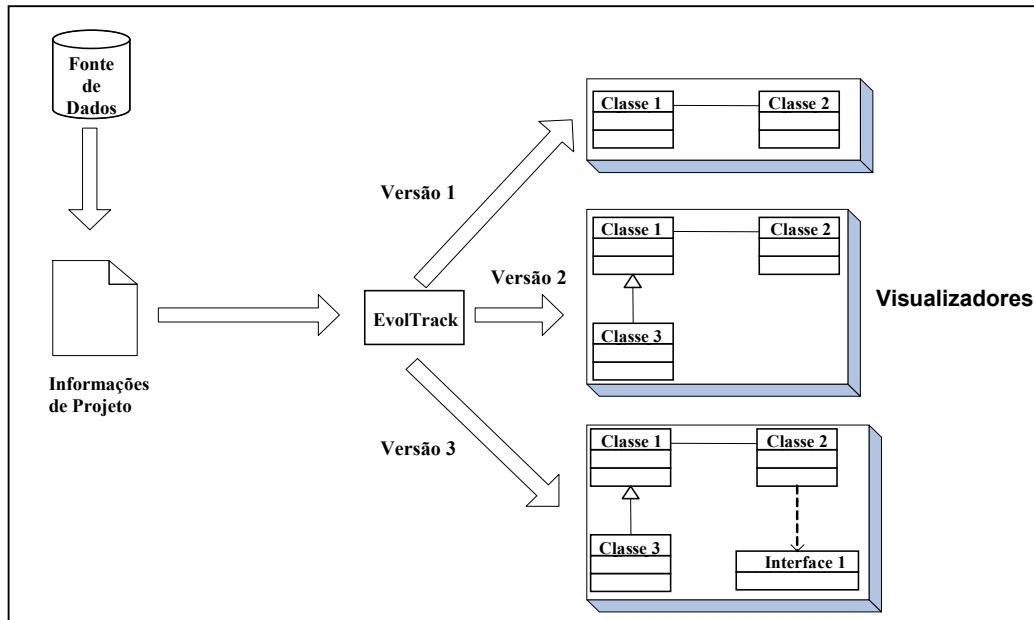 Fonte
de
Dados
Informações
de Projeto
EvolTrack
Versão 1
Versão 2
Versão 3
Classe 1
Classe 2
Classe 1
Classe 2
Classe 3
Classe 1
Classe 2
Classe 3
Interface 1
Visualizadores